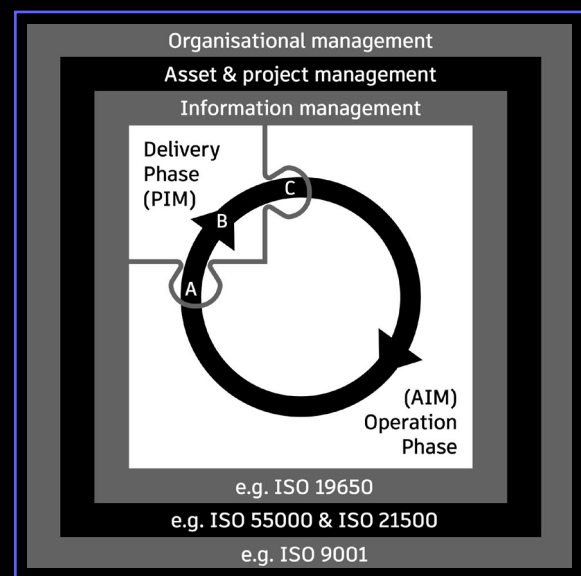 Organisational management
Asset & project management
Information management
Delivery
Phase
(PIM)
C
B
A
(AIM)
Operation
Phase
e.g. ISO 19650
e.g. ISO 55000 & ISO 21500
e.g. ISO 9001